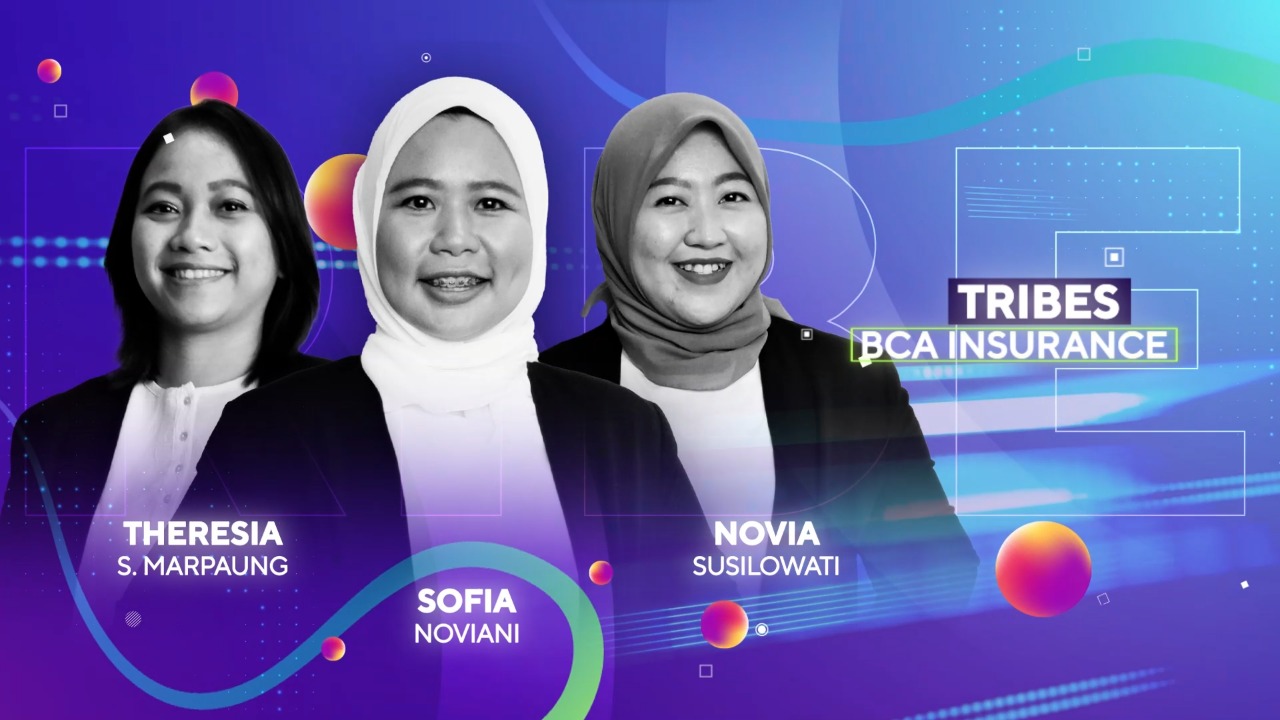 TRIBES
BCA INSURANCE
THERESIA
S. MARPAUNG
SOFIA
NOVIANI
NOVIA
SUSILOWATI